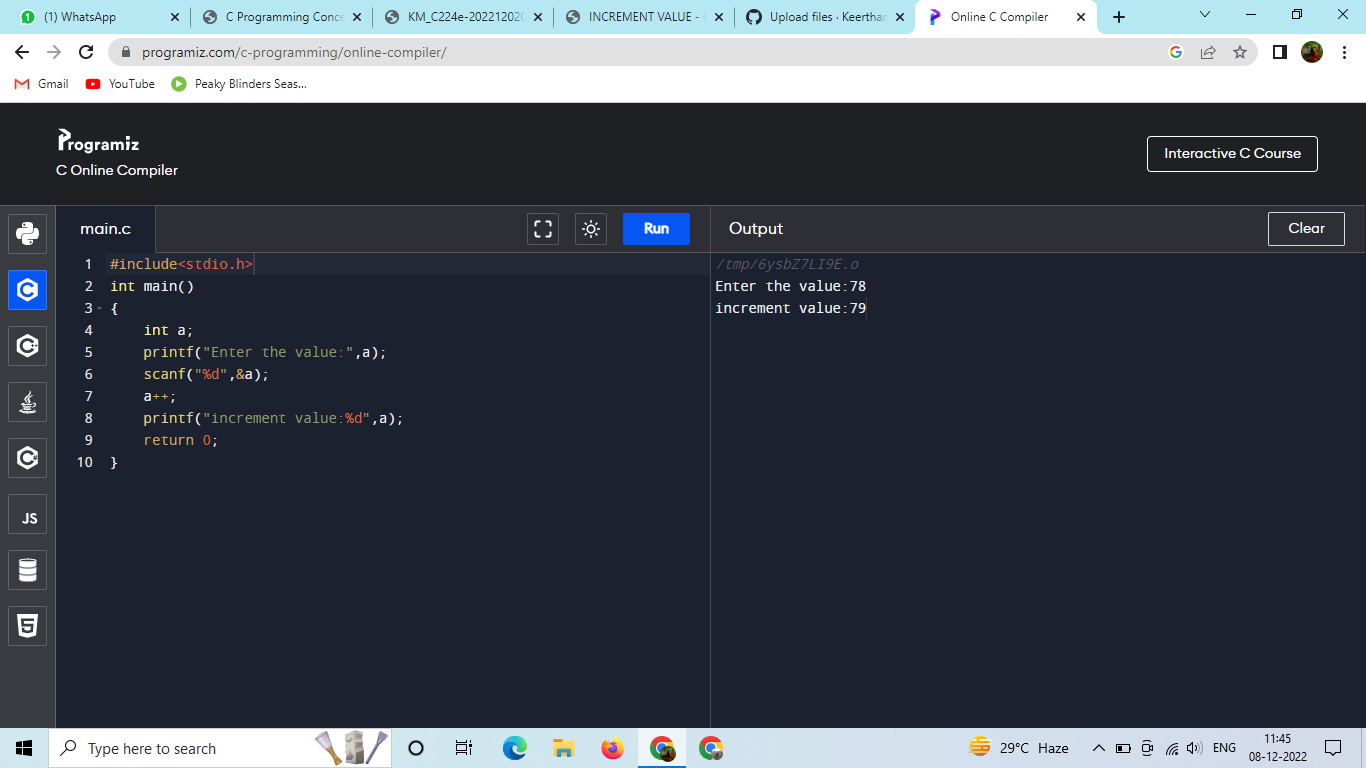 (1) WhatsApp
C Programming Conce
KM_C224e-202212020
INCREMENT VALUE -
Upload files · Keerthar
Online C Compiler
programiz.com/c-programming/online-compiler/
Gmail
YouTube
Peaky Blinders Seas...
Programiz
C Online Compiler
Interactive C Course
main.c
Run
Output
Clear
1 #include<stdio.h>
2 int main()
3 {
4 int a;
5 printf("Enter the value:",a);
6 scanf("%d",&a);
7 a++;
8 printf("increment value:%d",a);
9 return 0;
10 }
/tmp/6ysbZ7LI9E.o
Enter the value:78
increment value:79
JS
Type here to search
29°C Haze
ENG
11:45
08-12-2022